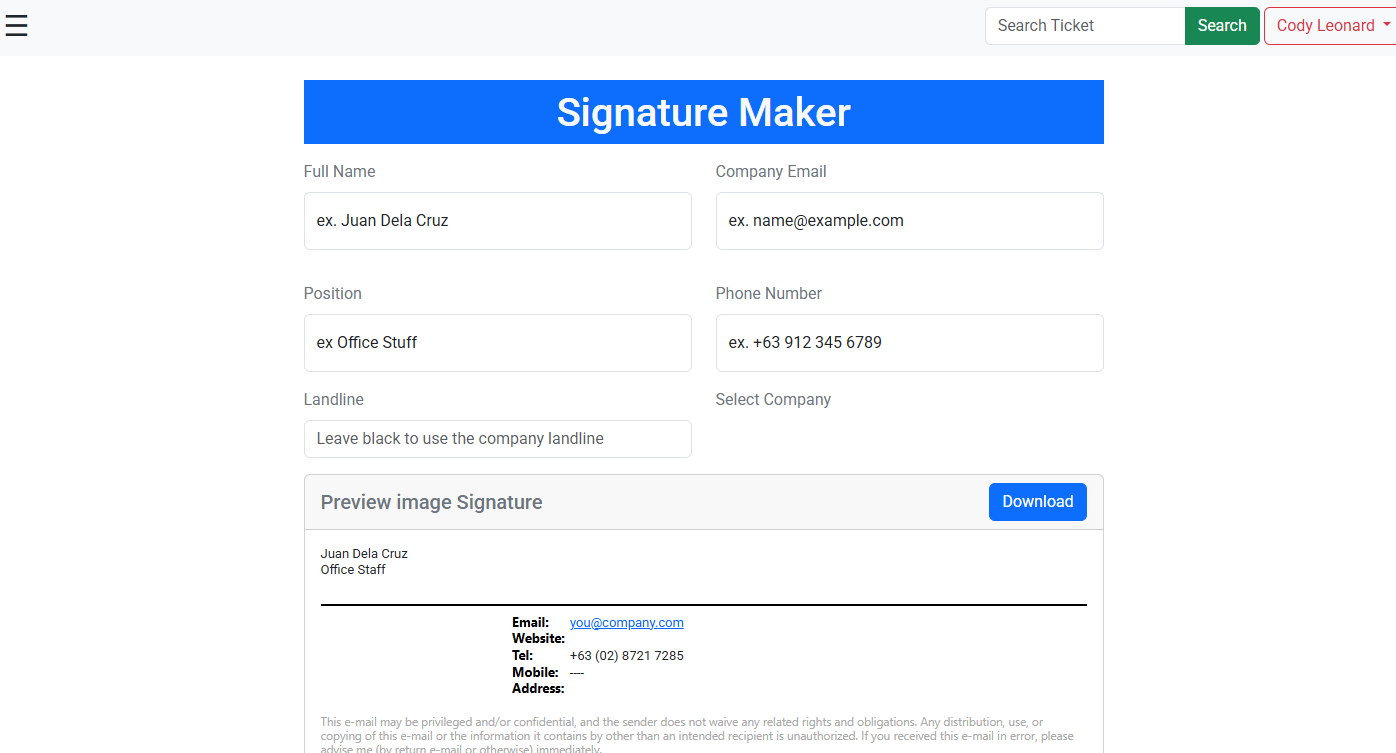 ☰
Search Ticket
Search
Cody Leonard
Signature Maker
Full Name
Company Email
ex. Juan Dela Cruz
ex. name@example.com
Position
Phone Number
ex Office Stuff
ex. +63 912 345 6789
Landline
Select Company
Leave black to use the company landline
Preview image Signature
Download
Juan Dela Cruz
Office Staff
Email: you@company.com
Website:
Tel: +63 (02) 8721 7285
Mobile: ----
Address:
This e-mail may be privileged and/or confidential, and the sender does not waive any related rights and obligations. Any distribution, use, or
copying of this e-mail or the information it contains by other than an intended recipient is unauthorized. If you received this e-mail in error, please
advise me (by return e-mail or otherwise) immediately.